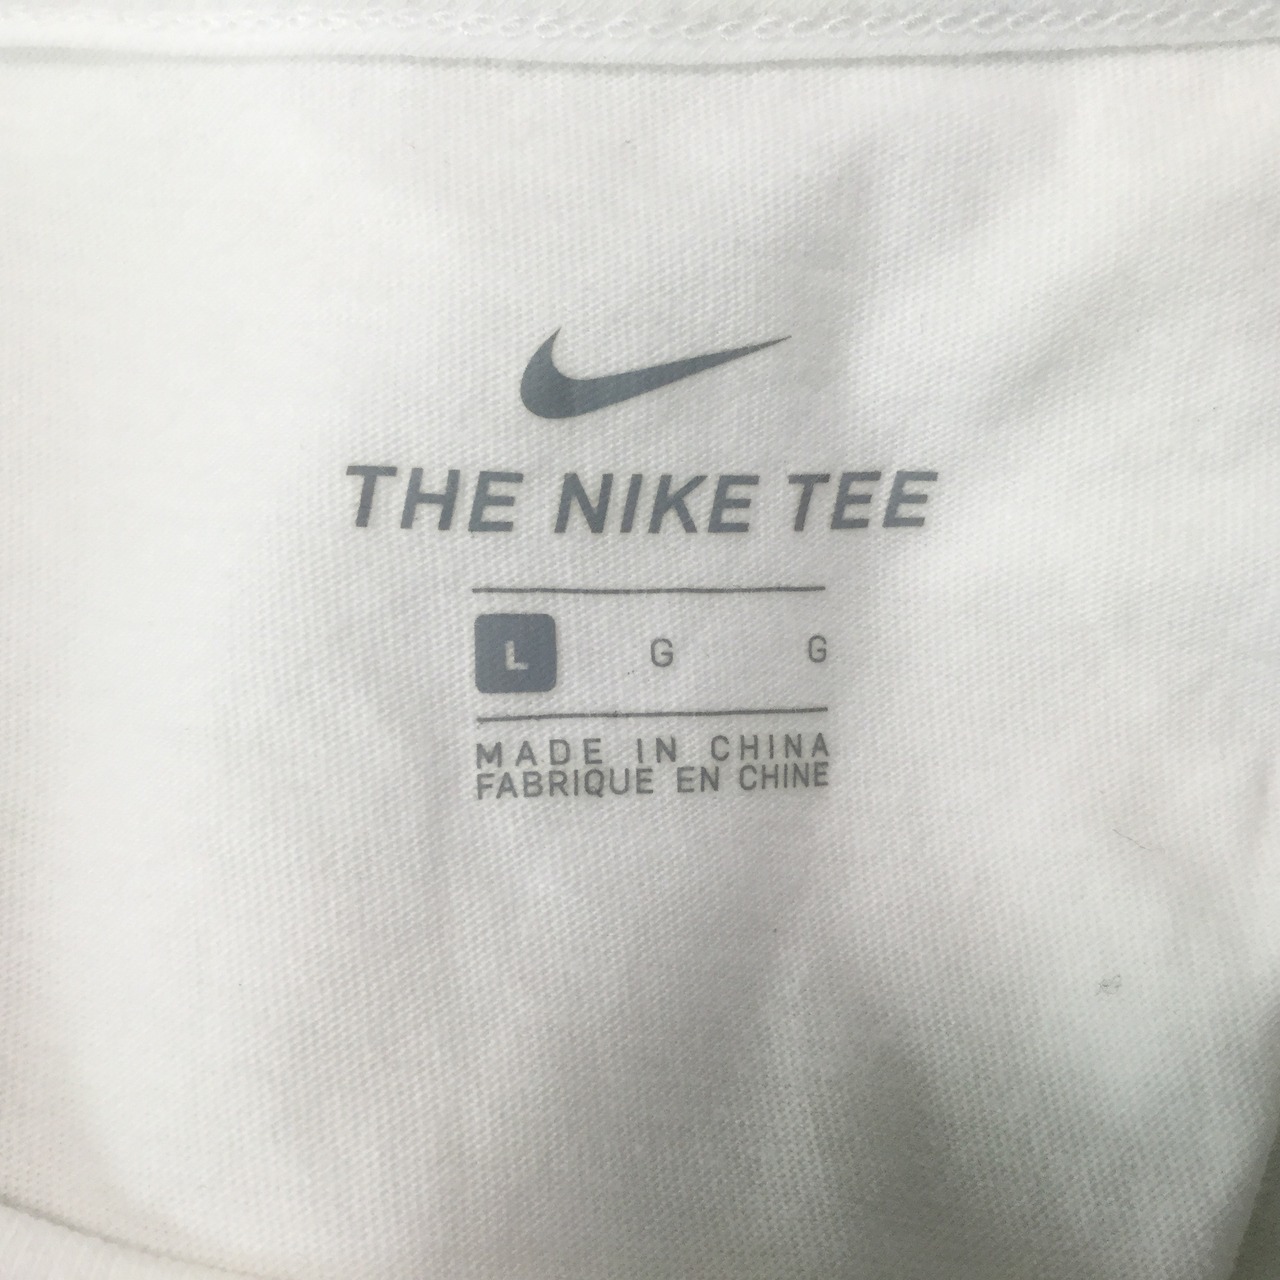 THE NIKE TEE
L G G
MADE IN CHINA
FABRIQUE EN CHINE